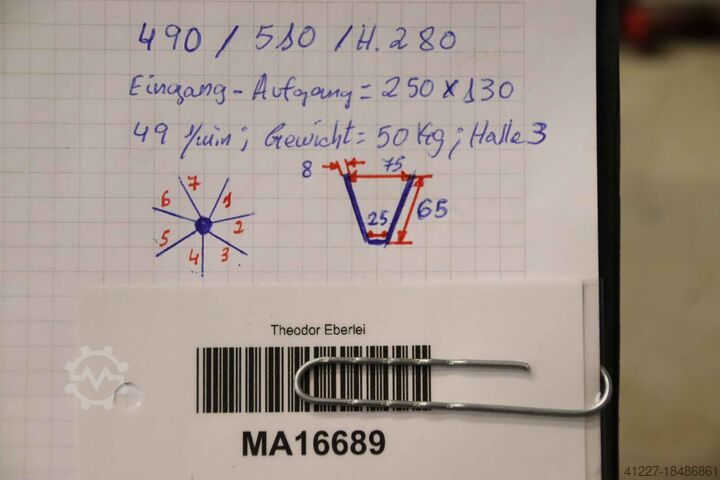 490 / 510 / H. 280
Eingang - Aufgang = 250 x 130
49 1/min ; Gewicht = 50 Kg ; Halle 3
8 75
25 65
7
6 1
5 2
4 3
Theodor Eberlei
MA16689
41227-18486861